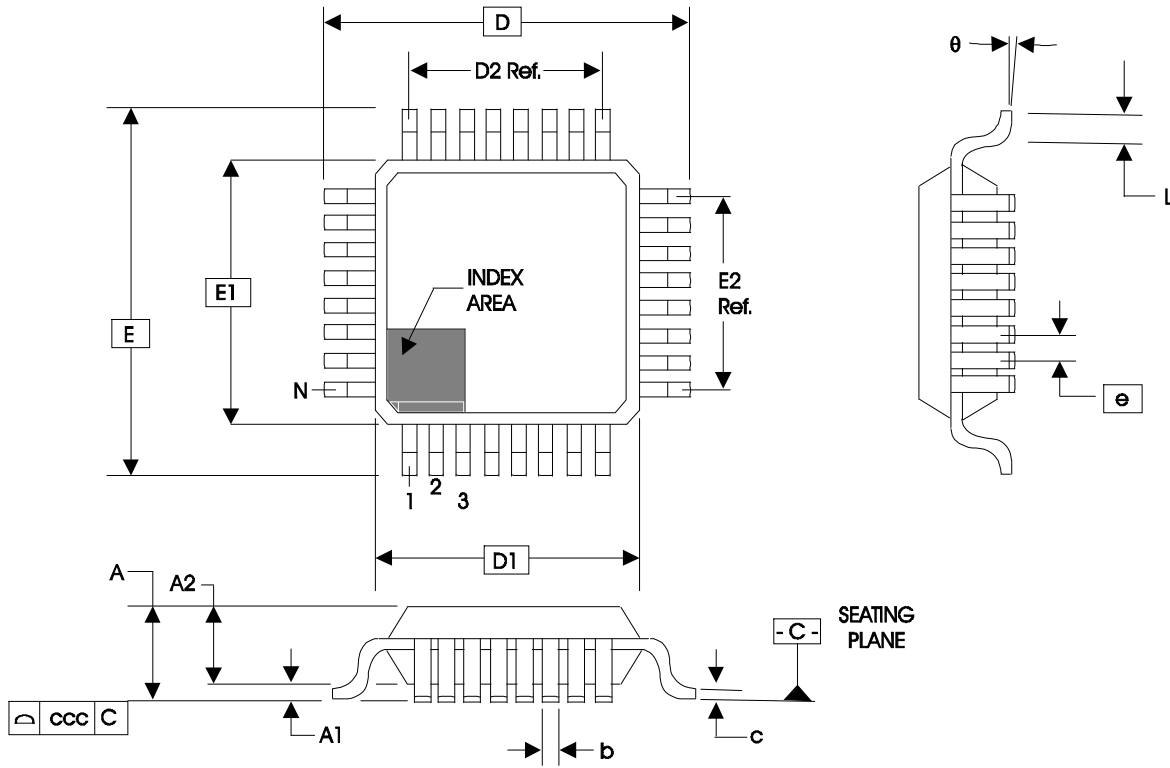 D
D2 Ref.
θ
L
E1
E
INDEX
AREA
E2
Ref.
N
e
1
2
3
D1
A
A2
- C -
SEATING
PLANE
ccc C
A1
b
c